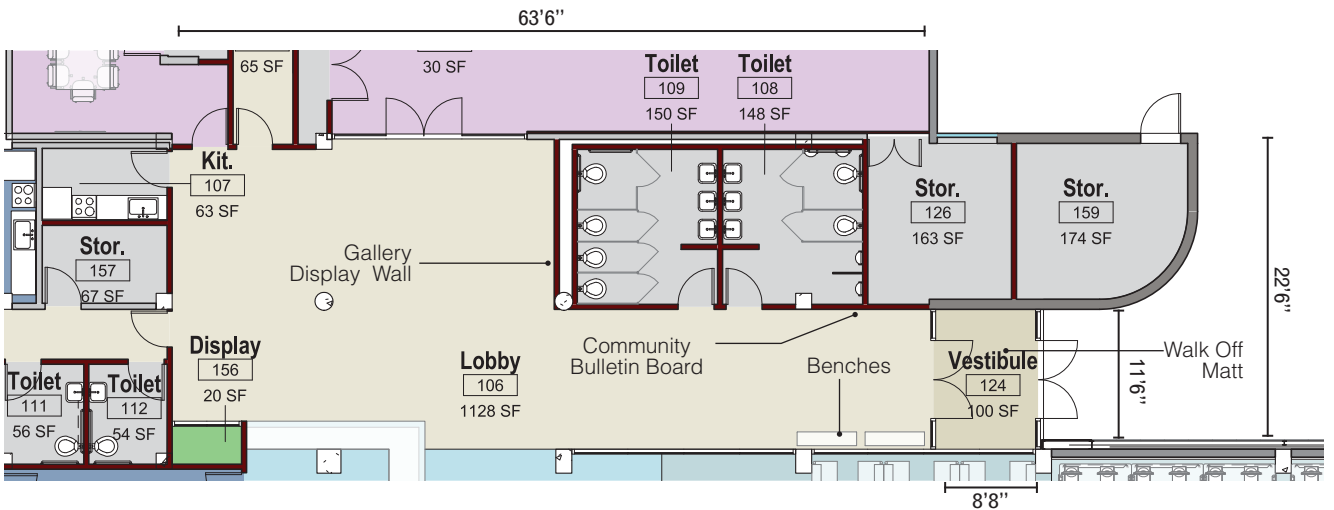 63'6’’
65 SF
30 SF
Toilet
109
150 SF
Toilet
108
148 SF
Kit.
107
63 SF
Stor.
126
163 SF
Stor.
159
174 SF
Stor.
157
67 SF
Gallery
Display Wall
22'6’’
Display
156
20 SF
Lobby
106
1128 SF
Community
Bulletin Board
Benches
Vestibule
124
100 SF
Walk Off
Matt
11'6’’
Toilet
111
56 SF
Toilet
112
54 SF
8'8’’